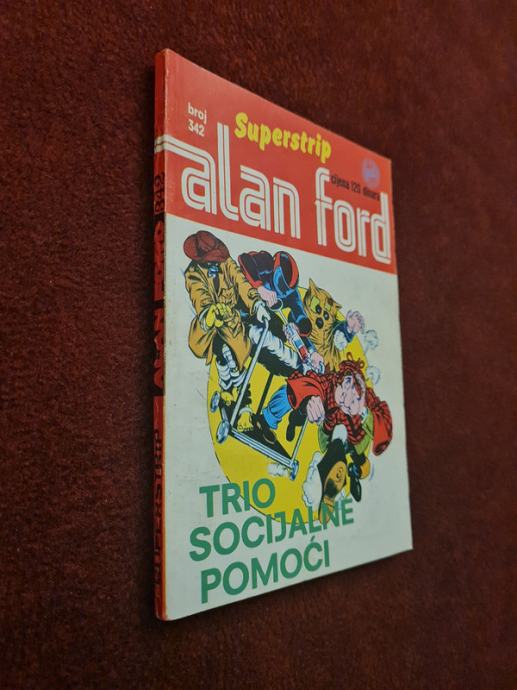 broj
342
Superstrip
cijena 120 dinara
alan ford
TRIO
SOCIJALNE
POMOĆI